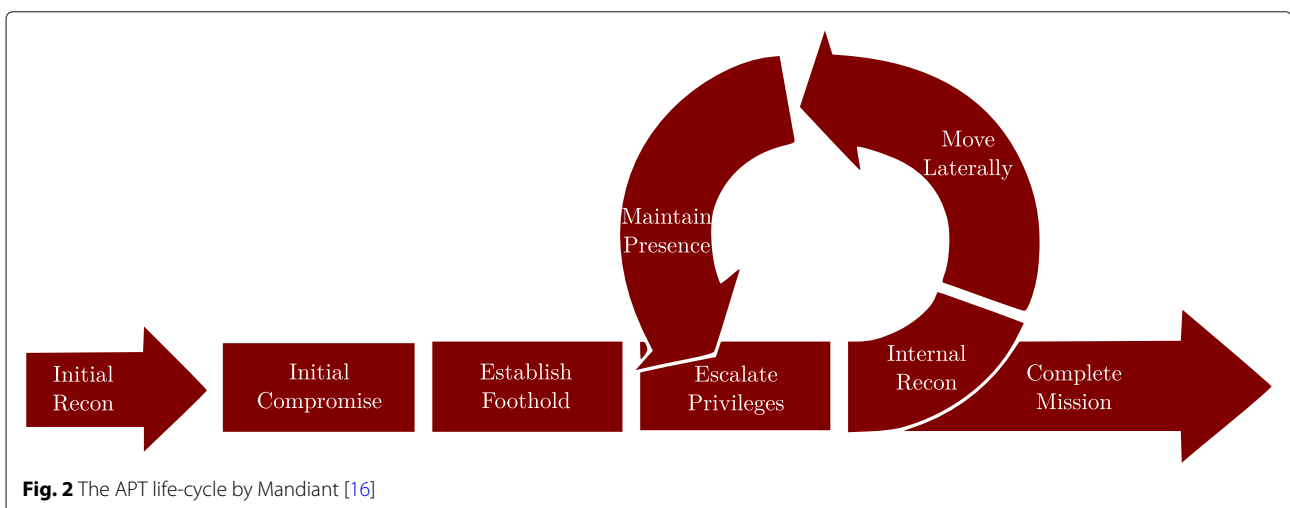 Initial
Recon
Initial
Compromise
Establish
Foothold
Escalate
Privileges
Maintain
Presence
Move
Laterally
Internal
Recon
Complete
Mission
Fig. 2 The APT life-cycle by Mandiant [16]